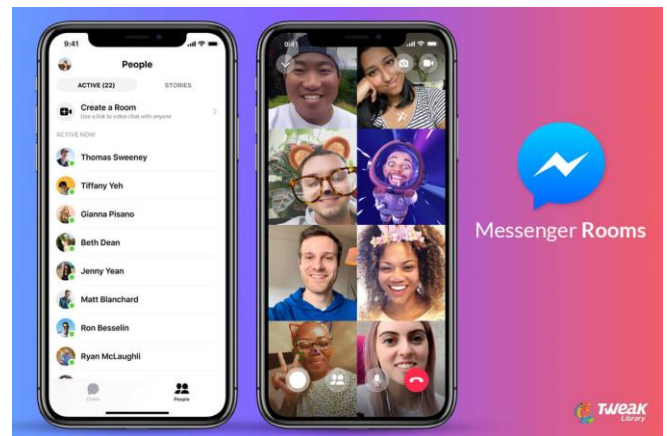 9:41
People
ACTIVE (22)
STORIES
Create a Room
Use a link to video chat with anyone
ACTIVE NOW
Thomas Sweeney
Tiffany Yeh
Gianna Pisano
Beth Dean
Jenny Yean
Matt Blanchard
Ron Besselin
Ryan McLaughli
Chats
People
9:41
Messenger Rooms
TWeaK
Library